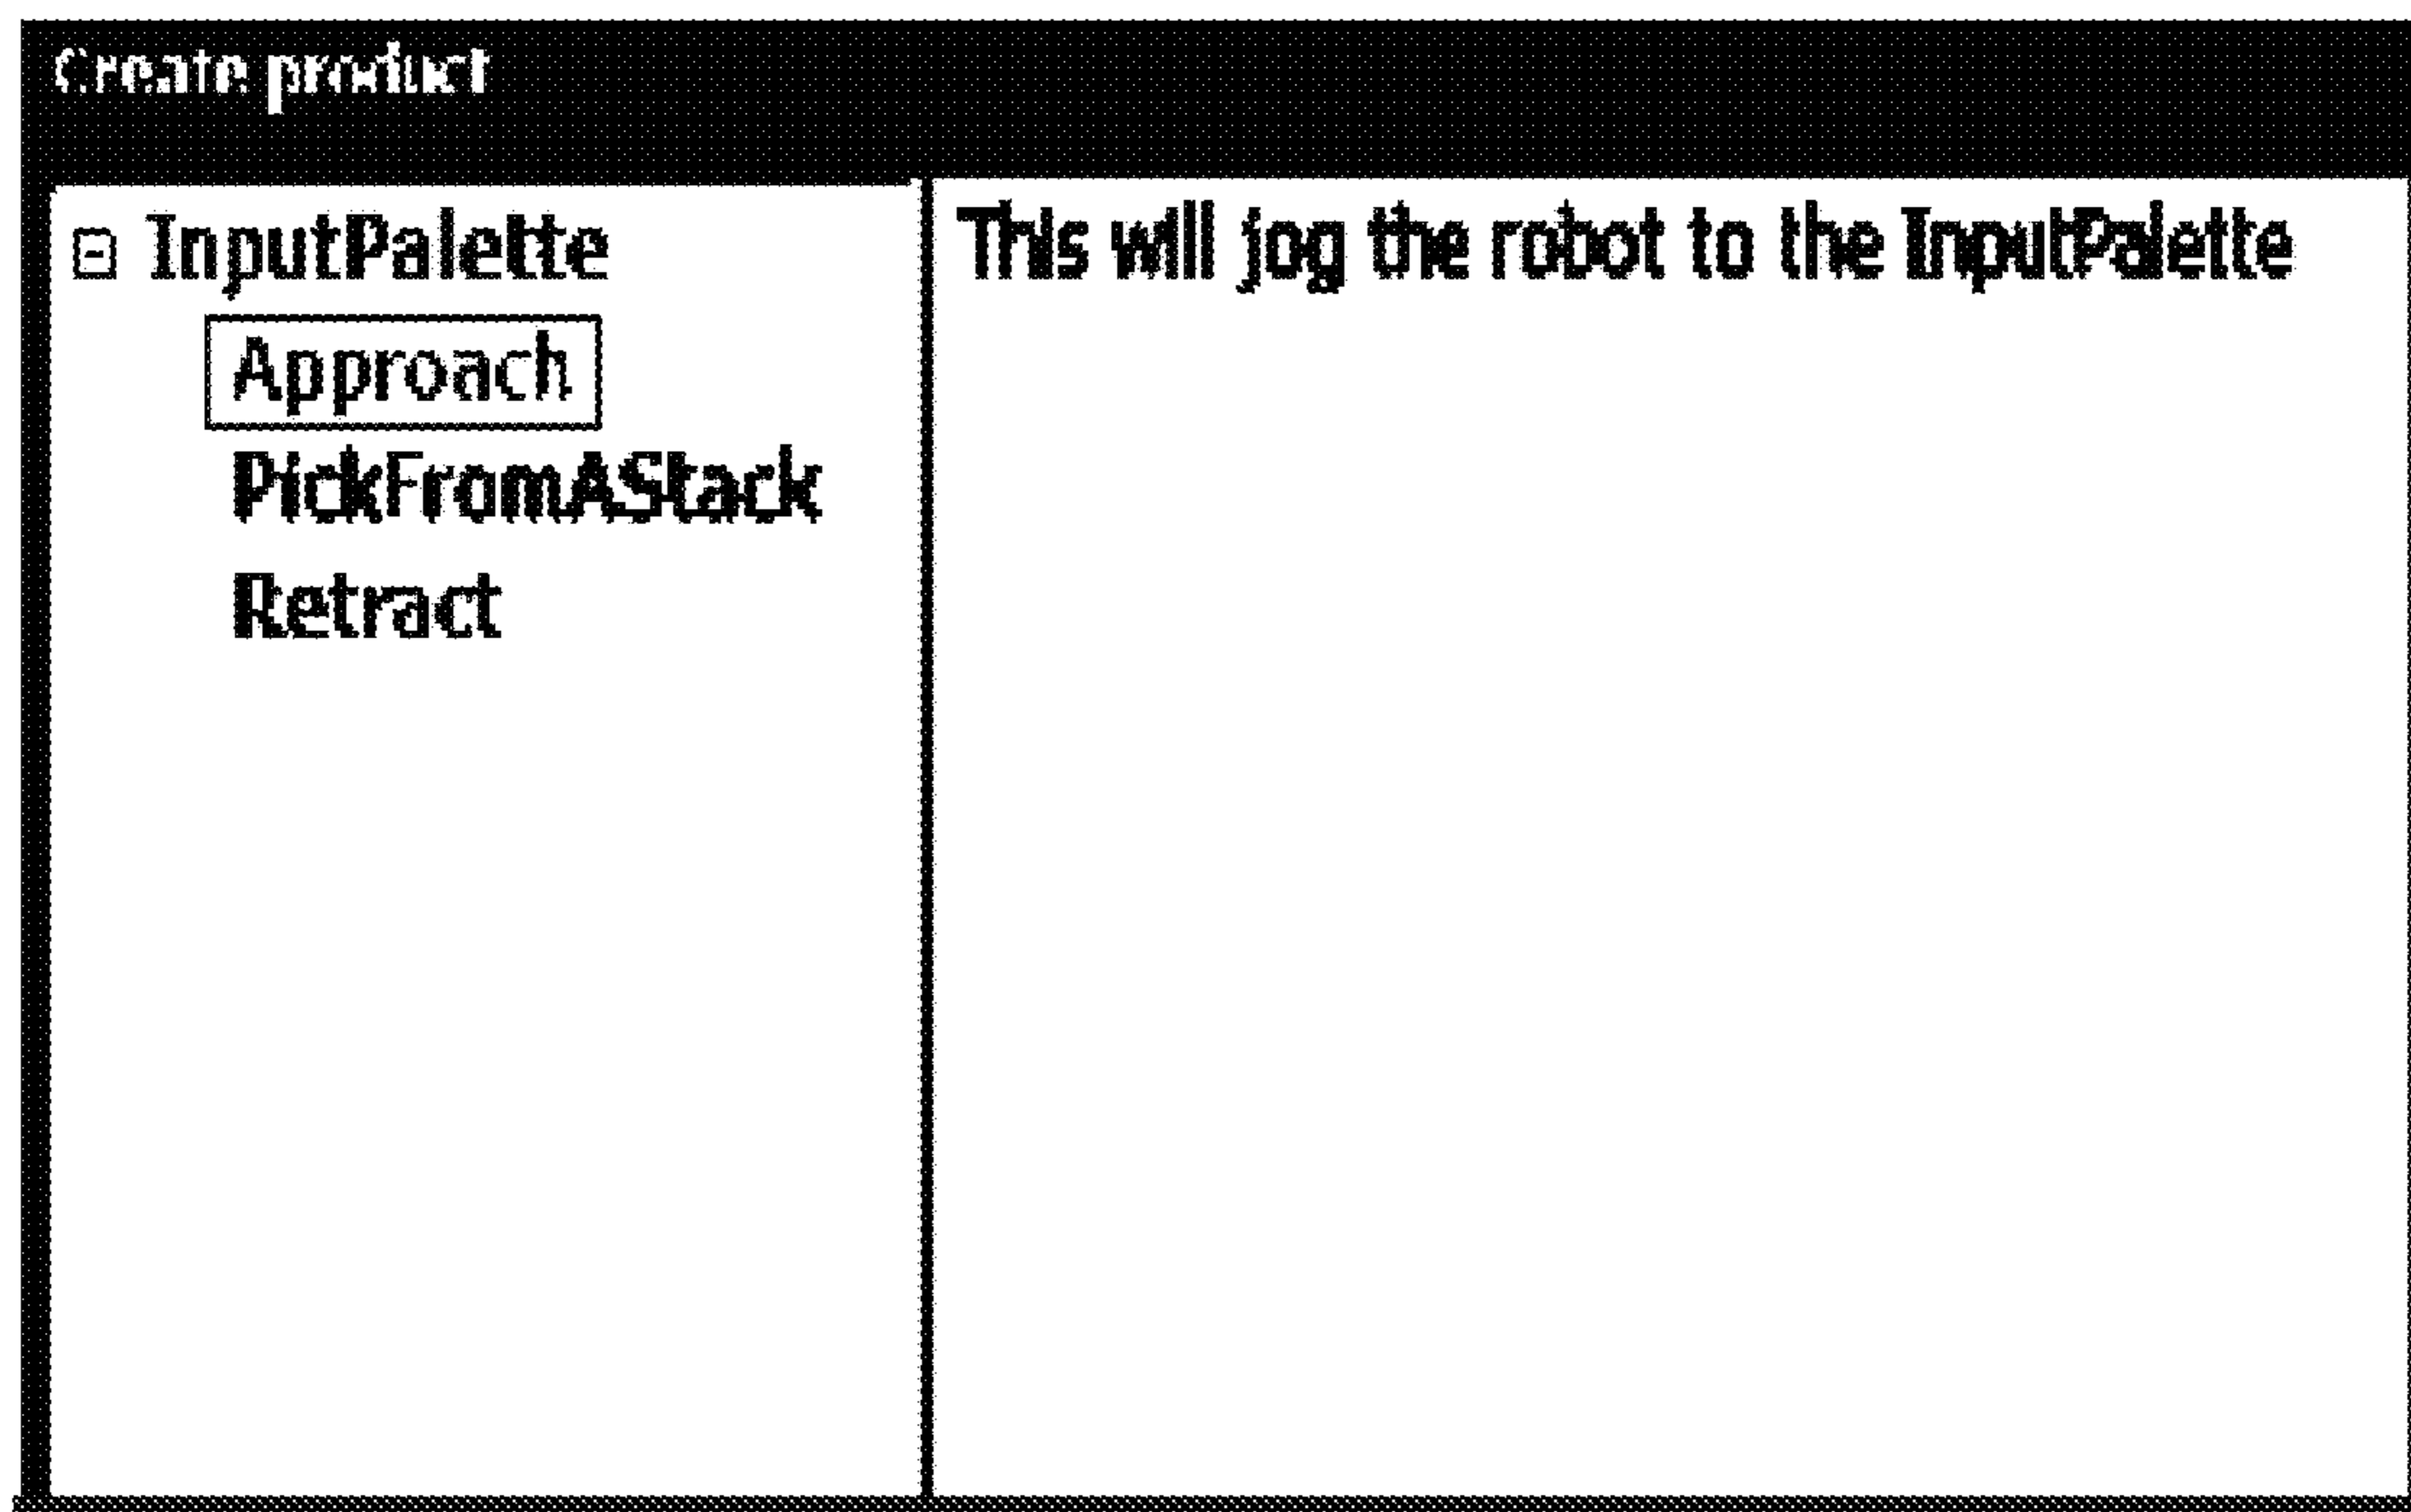 Create product
InputPalette
Approach
PickFromAStack
Retract
This will jog the robot to the InputPalette